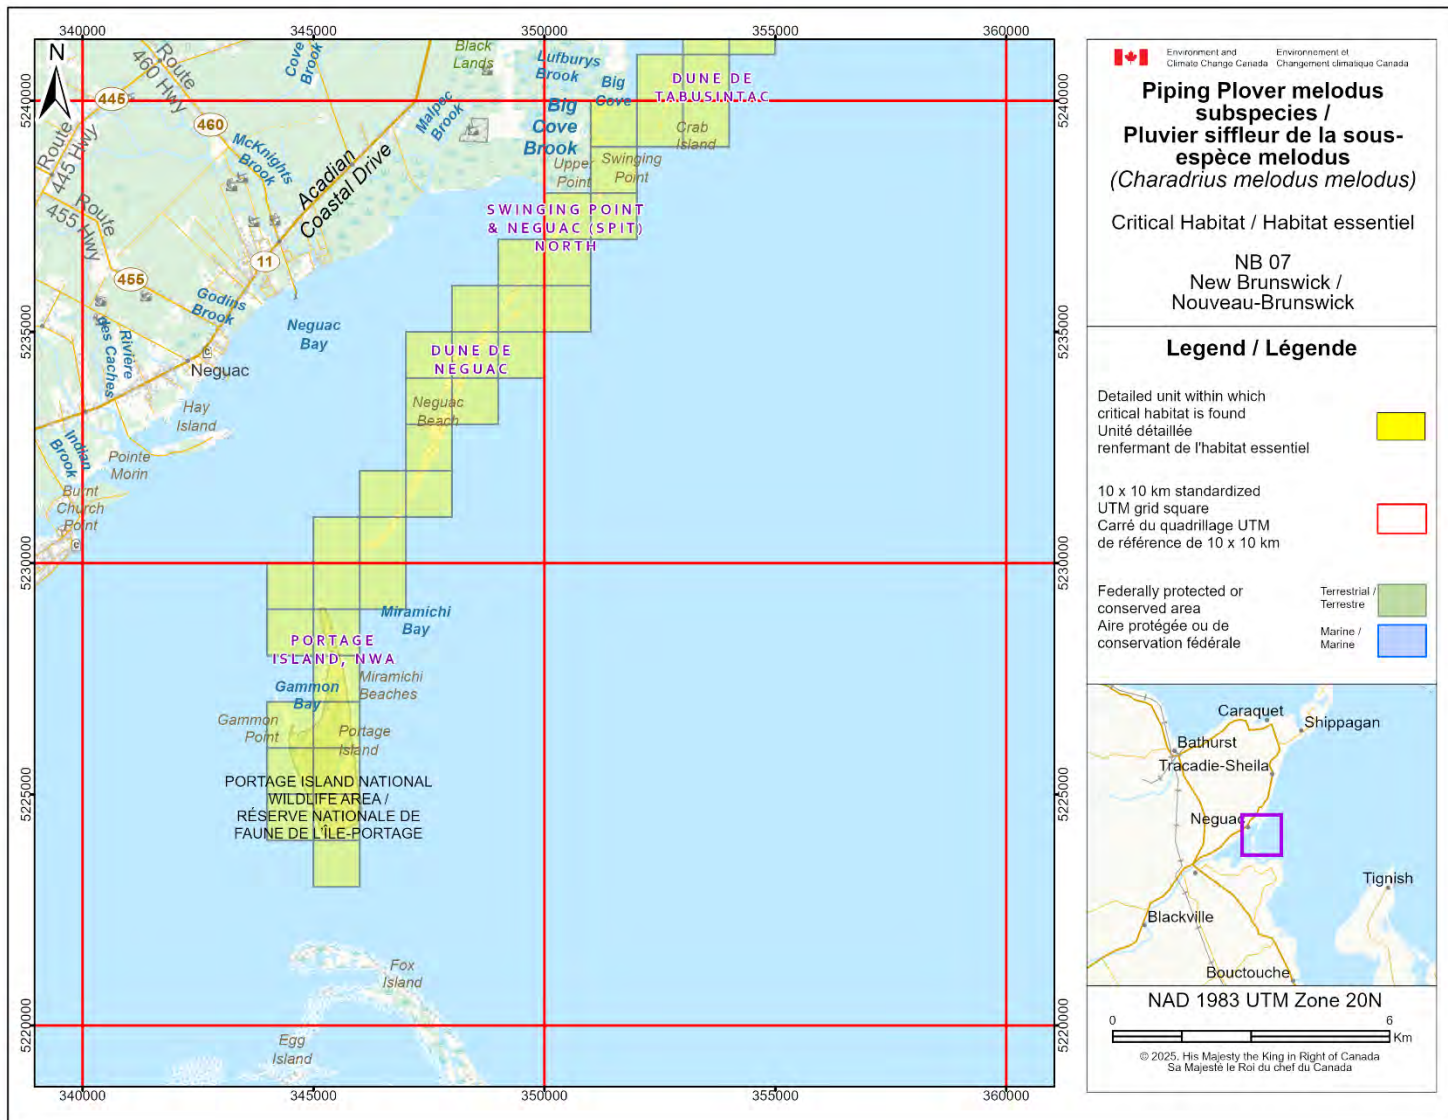 340000
345000
350000
355000
360000
N
Route
460 Hwy
Cove
Brook
Black
Lands
Lufburys
Brook
Big
Cove
DUNE DE
TABUSINTAC
5240000
445
460
Route
445 Hwy
McKnights
Brook
Malpec
Brook
Big
Cove
Brook
Crab
Island
5240000
Acadian
Coastal Drive
Upper
Point
Swinging
Point
Route
455 Hwy
SWINGING POINT
& NEGUAC (SPIT)
NORTH
11
455
Godins
Brook
Neguac
Bay
5235000
Rivière
des Caches
DUNE DE
NEGUAC
5235000
Neguac
Hay
Island
Neguac
Beach
Indian
Brook
Pointe
Morin
Burnt
Church
Point
5230000
5230000
Miramichi
Bay
PORTAGE
ISLAND, NWA
Gammon
Bay
Miramichi
Beaches
Gammon
Point
Portage
Island
PORTAGE ISLAND NATIONAL
WILDLIFE AREA /
RÉSERVE NATIONALE DE
FAUNE DE L'ÎLE-PORTAGE
5225000
5225000
Fox
Island
5220000
5220000
Egg
Island
340000
345000
350000
355000
360000
Environment and
Climate Change Canada
Environnement et
Changement climatique Canada
Piping Plover melodus
subspecies /
Pluvier siffleur de la sous-
espèce melodus
(Charadrius melodus melodus)
Critical Habitat / Habitat essentiel
NB 07
New Brunswick /
Nouveau-Brunswick
Legend / Légende
Detailed unit within which
critical habitat is found
Unité détaillée
renfermant de l'habitat essentiel
10 x 10 km standardized
UTM grid square
Carré du quadrillage UTM
de référence de 10 x 10 km
Federally protected or
conserved area
Aire protégée ou de
conservation fédérale
Terrestrial /
Terrestre
Marine /
Marine
Caraquet
Shippagan
Bathurst
Tracadie-Sheila
Neguac
Tignish
Blackville
Bouctouche
NAD 1983 UTM Zone 20N
0
6
Km
© 2025. His Majesty the King in Right of Canada
Sa Majesté le Roi du chef du Canada